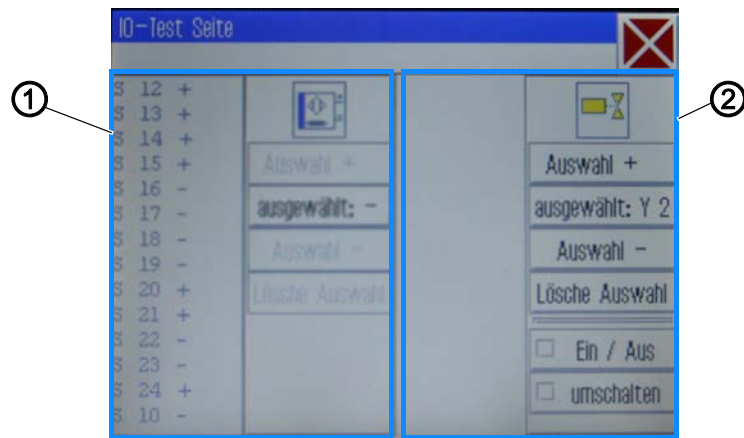 IO-Test Seite
1
2
S 12 +
S 13 +
S 14 +
S 15 +
S 16 -
S 17 -
S 18 -
S 19 -
S 20 +
S 21 +
S 22 -
S 23 -
S 24 +
S 10 -
Auswahl +
ausgewählt: -
Auswahl -
Lösche Auswahl
Auswahl +
ausgewählt: Y 2
Auswahl -
Lösche Auswahl
Ein / Aus
umschalten